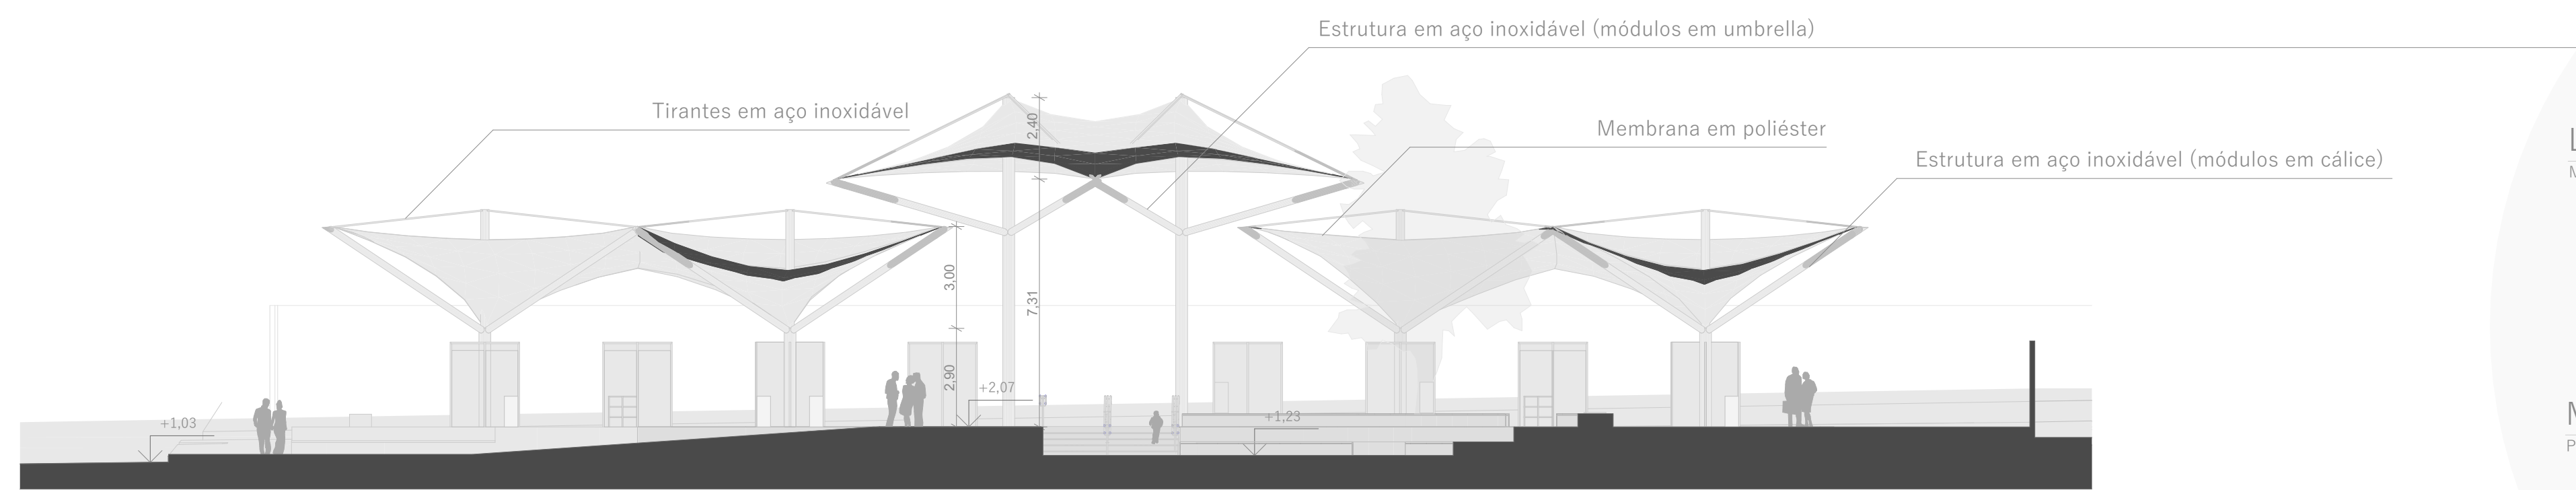 Estrutura em aço inoxidável (módulos em umbrella)
Tirantes em aço inoxidável
Membrana em poliéster
Estrutura em aço inoxidável (módulos em cálice)
2,40
3,00
7,31
2,90
+2,07
+1,03
+1,23